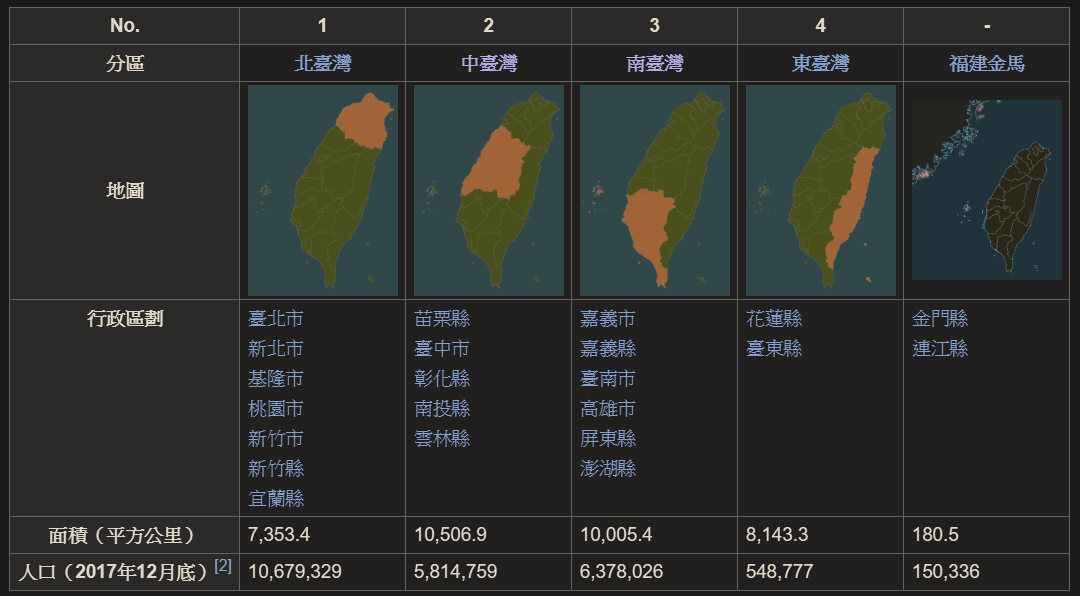 No. 1 2 3 4 -
分區 北臺灣 中臺灣 南臺灣 東臺灣 福建金馬
地圖
行政區劃 臺北市 苗栗縣 嘉義市 花蓮縣 金門縣
新北市 臺中市 嘉義縣 臺東縣 連江縣
基隆市 彰化縣 臺南市
桃園市 南投縣 高雄市
新竹市 雲林縣 屏東縣
新竹縣 澎湖縣
宜蘭縣
面積（平方公里） 7,353.4 10,506.9 10,005.4 8,143.3 180.5
人口（2017年12月底）[2] 10,679,329 5,814,759 6,378,026 548,777 150,336